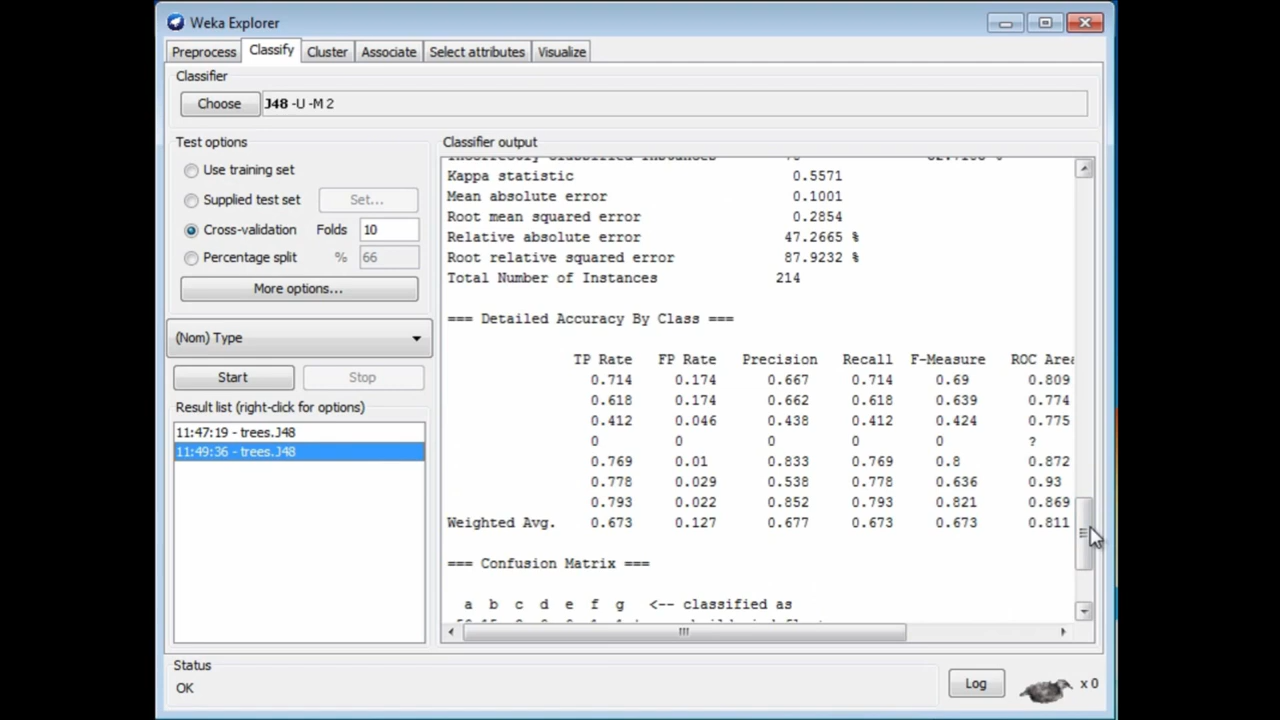 Weka Explorer
Preprocess Classify Cluster Associate Select attributes Visualize
Classifier
Choose J48 -U -M 2
Test options
Use training set
Supplied test set Set...
Cross-validation Folds 10
Percentage split % 66
More options...
(Nom) Type
Start Stop
Result list (right-click for options)
11:47:19 - trees.J48
11:49:36 - trees.J48
Classifier output
Kappa statistic 0.5571
Mean absolute error 0.1001
Root mean squared error 0.2854
Relative absolute error 47.2665 %
Root relative squared error 87.9232 %
Total Number of Instances 214
=== Detailed Accuracy By Class ===
TP Rate FP Rate Precision Recall F-Measure ROC Area
0.714 0.174 0.667 0.714 0.69 0.809
0.618 0.174 0.662 0.618 0.639 0.774
0.412 0.046 0.438 0.412 0.424 0.775
0 0 0 0 0 ?
0.769 0.01 0.833 0.769 0.8 0.872
0.778 0.029 0.538 0.778 0.636 0.93
0.793 0.022 0.852 0.793 0.821 0.869
Weighted Avg. 0.673 0.127 0.677 0.673 0.673 0.811
=== Confusion Matrix ===
a b c d e f g <-- classified as
Status
OK
Log
x 0